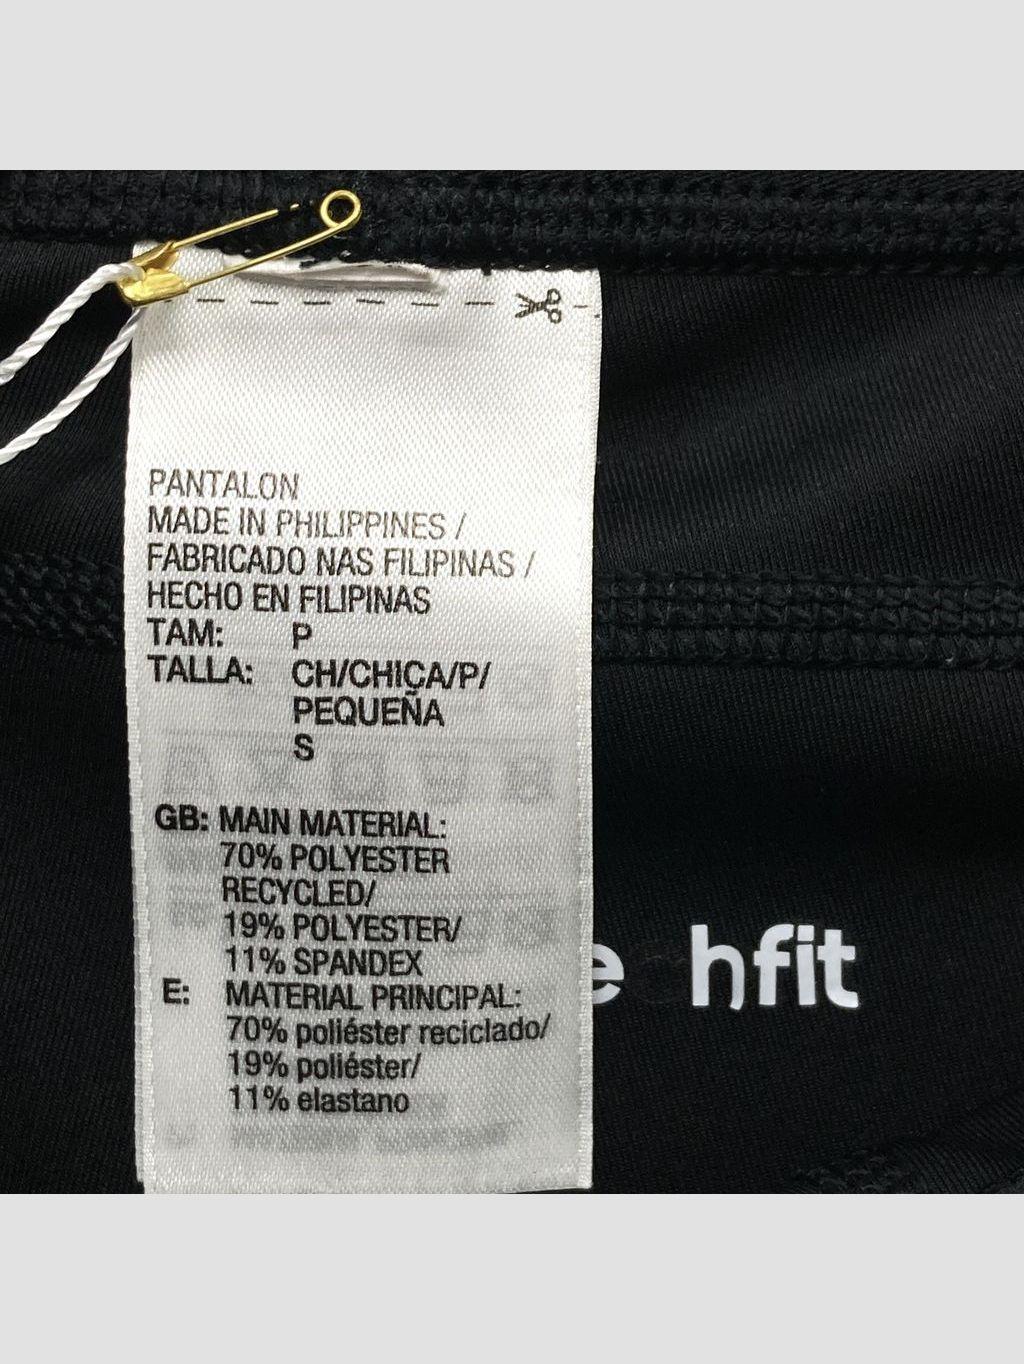 PANTALON
MADE IN PHILIPPINES /
FABRICADO NAS FILIPINAS /
HECHO EN FILIPINAS
TAM: P
TALLA: CH/CHICA/P/
PEQUEÑA
S
GB: MAIN MATERIAL:
70% POLYESTER
RECYCLED/
19% POLYESTER/
11% SPANDEX
E: MATERIAL PRINCIPAL:
70% poliéster reciclado/
19% poliéster/
11% elastano
hfit